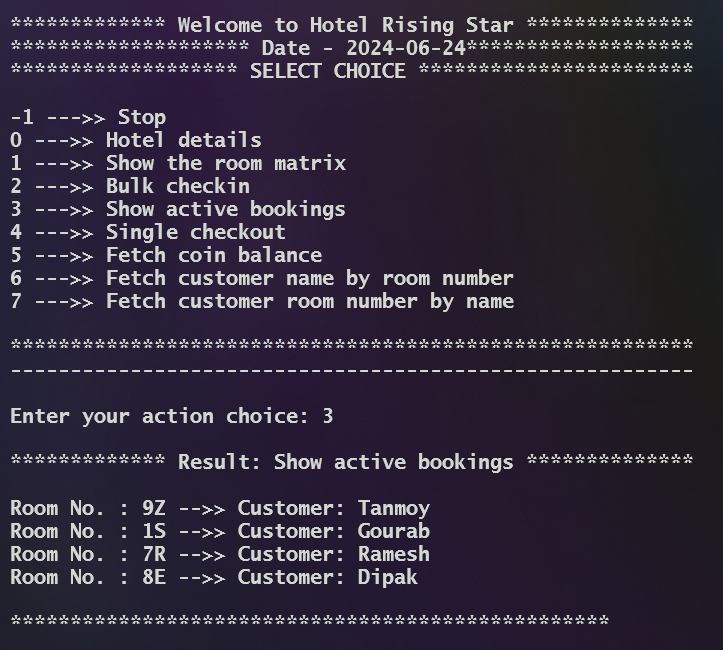 ************* Welcome to Hotel Rising Star **************
******************** Date - 2024-06-24*******************
******************* SELECT CHOICE ***********************
-1 --->> Stop
0 --->> Hotel details
1 --->> Show the room matrix
2 --->> Bulk checkin
3 --->> Show active bookings
4 --->> Single checkout
5 --->> Fetch coin balance
6 --->> Fetch customer name by room number
7 --->> Fetch customer room number by name
*********************************************************
---------------------------------------------------------
Enter your action choice: 3
************* Result: Show active bookings **************
Room No. : 9Z -->> Customer: Tanmoy
Room No. : 1S -->> Customer: Gourab
Room No. : 7R -->> Customer: Ramesh
Room No. : 8E -->> Customer: Dipak
**************************************************